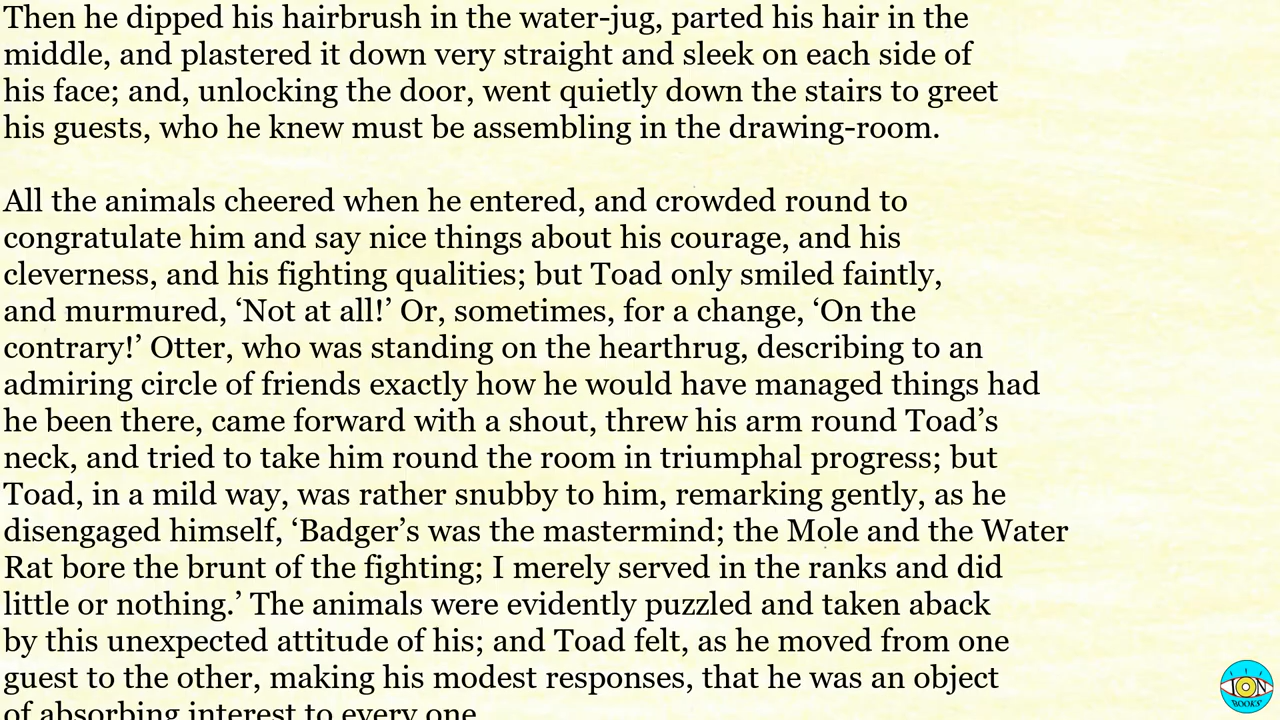 Then he dipped his hairbrush in the water-jug, parted his hair in the
middle, and plastered it down very straight and sleek on each side of
his face; and, unlocking the door, went quietly down the stairs to greet
his guests, who he knew must be assembling in the drawing-room.
All the animals cheered when he entered, and crowded round to
congratulate him and say nice things about his courage, and his
cleverness, and his fighting qualities; but Toad only smiled faintly,
and murmured, ‘Not at all!’ Or, sometimes, for a change, ‘On the
contrary!’ Otter, who was standing on the hearthrug, describing to an
admiring circle of friends exactly how he would have managed things had
he been there, came forward with a shout, threw his arm round Toad’s
neck, and tried to take him round the room in triumphal progress; but
Toad, in a mild way, was rather snubby to him, remarking gently, as he
disengaged himself, ‘Badger’s was the mastermind; the Mole and the Water
Rat bore the brunt of the fighting; I merely served in the ranks and did
little or nothing.’ The animals were evidently puzzled and taken aback
by this unexpected attitude of his; and Toad felt, as he moved from one
guest to the other, making his modest responses, that he was an object
of absorbing interest to every one.
ION
BOOKS